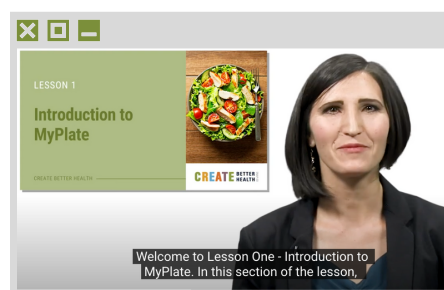 LESSON 1
Introduction to
MyPlate
CREATE BETTER HEALTH
CREATE BETTER
HEALTH
Welcome to Lesson One - Introduction to
MyPlate. In this section of the lesson,